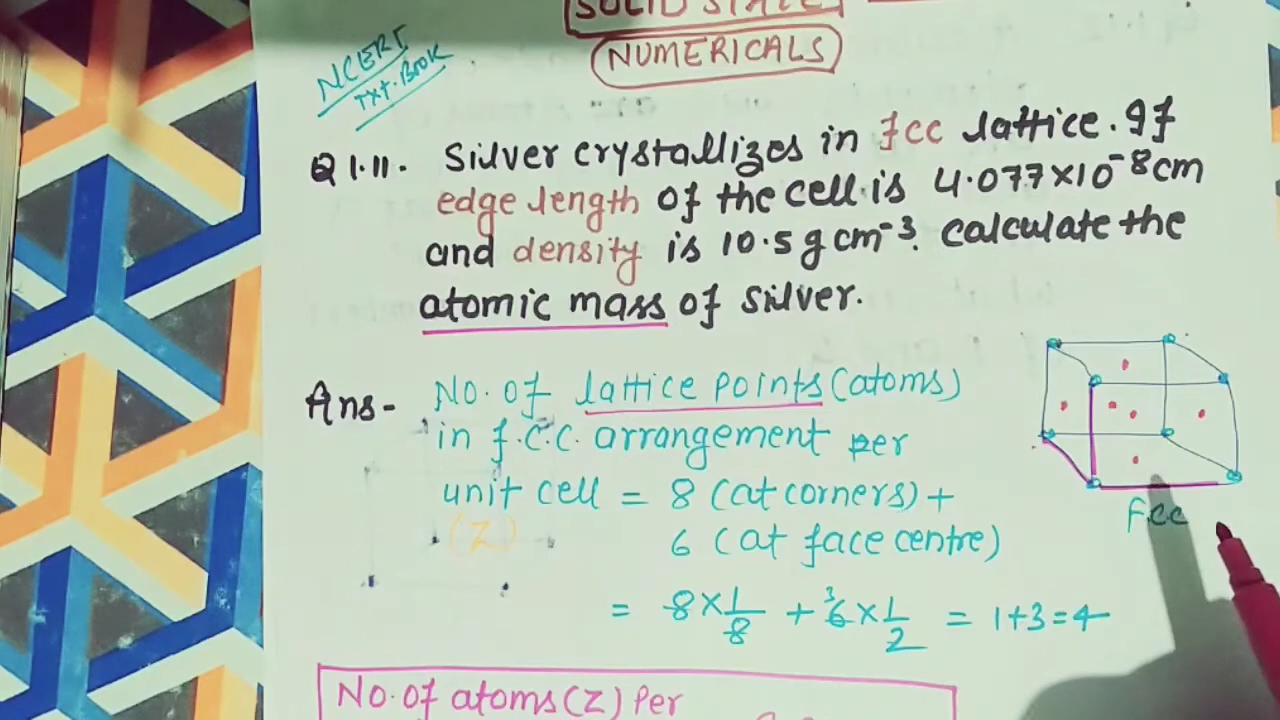 SOLID STATE
NUMERICALS
NCERT
TXT. BOOK
Q 1.11. Silver crystallizes in fcc lattice. If
edge length of the cell is 4.077×10⁻⁸cm
and density is 10.5 g cm⁻³. calculate the
atomic mass of silver.
Ans- No. of lattice points (atoms)
in f.C.C. arrangement per
unit cell = 8 (at corners) +
(Z) 6 (at face centre)
= 8×1/8 + 6×1/2 3 = 1+3=4
Fcc
No. of atoms (Z) Per